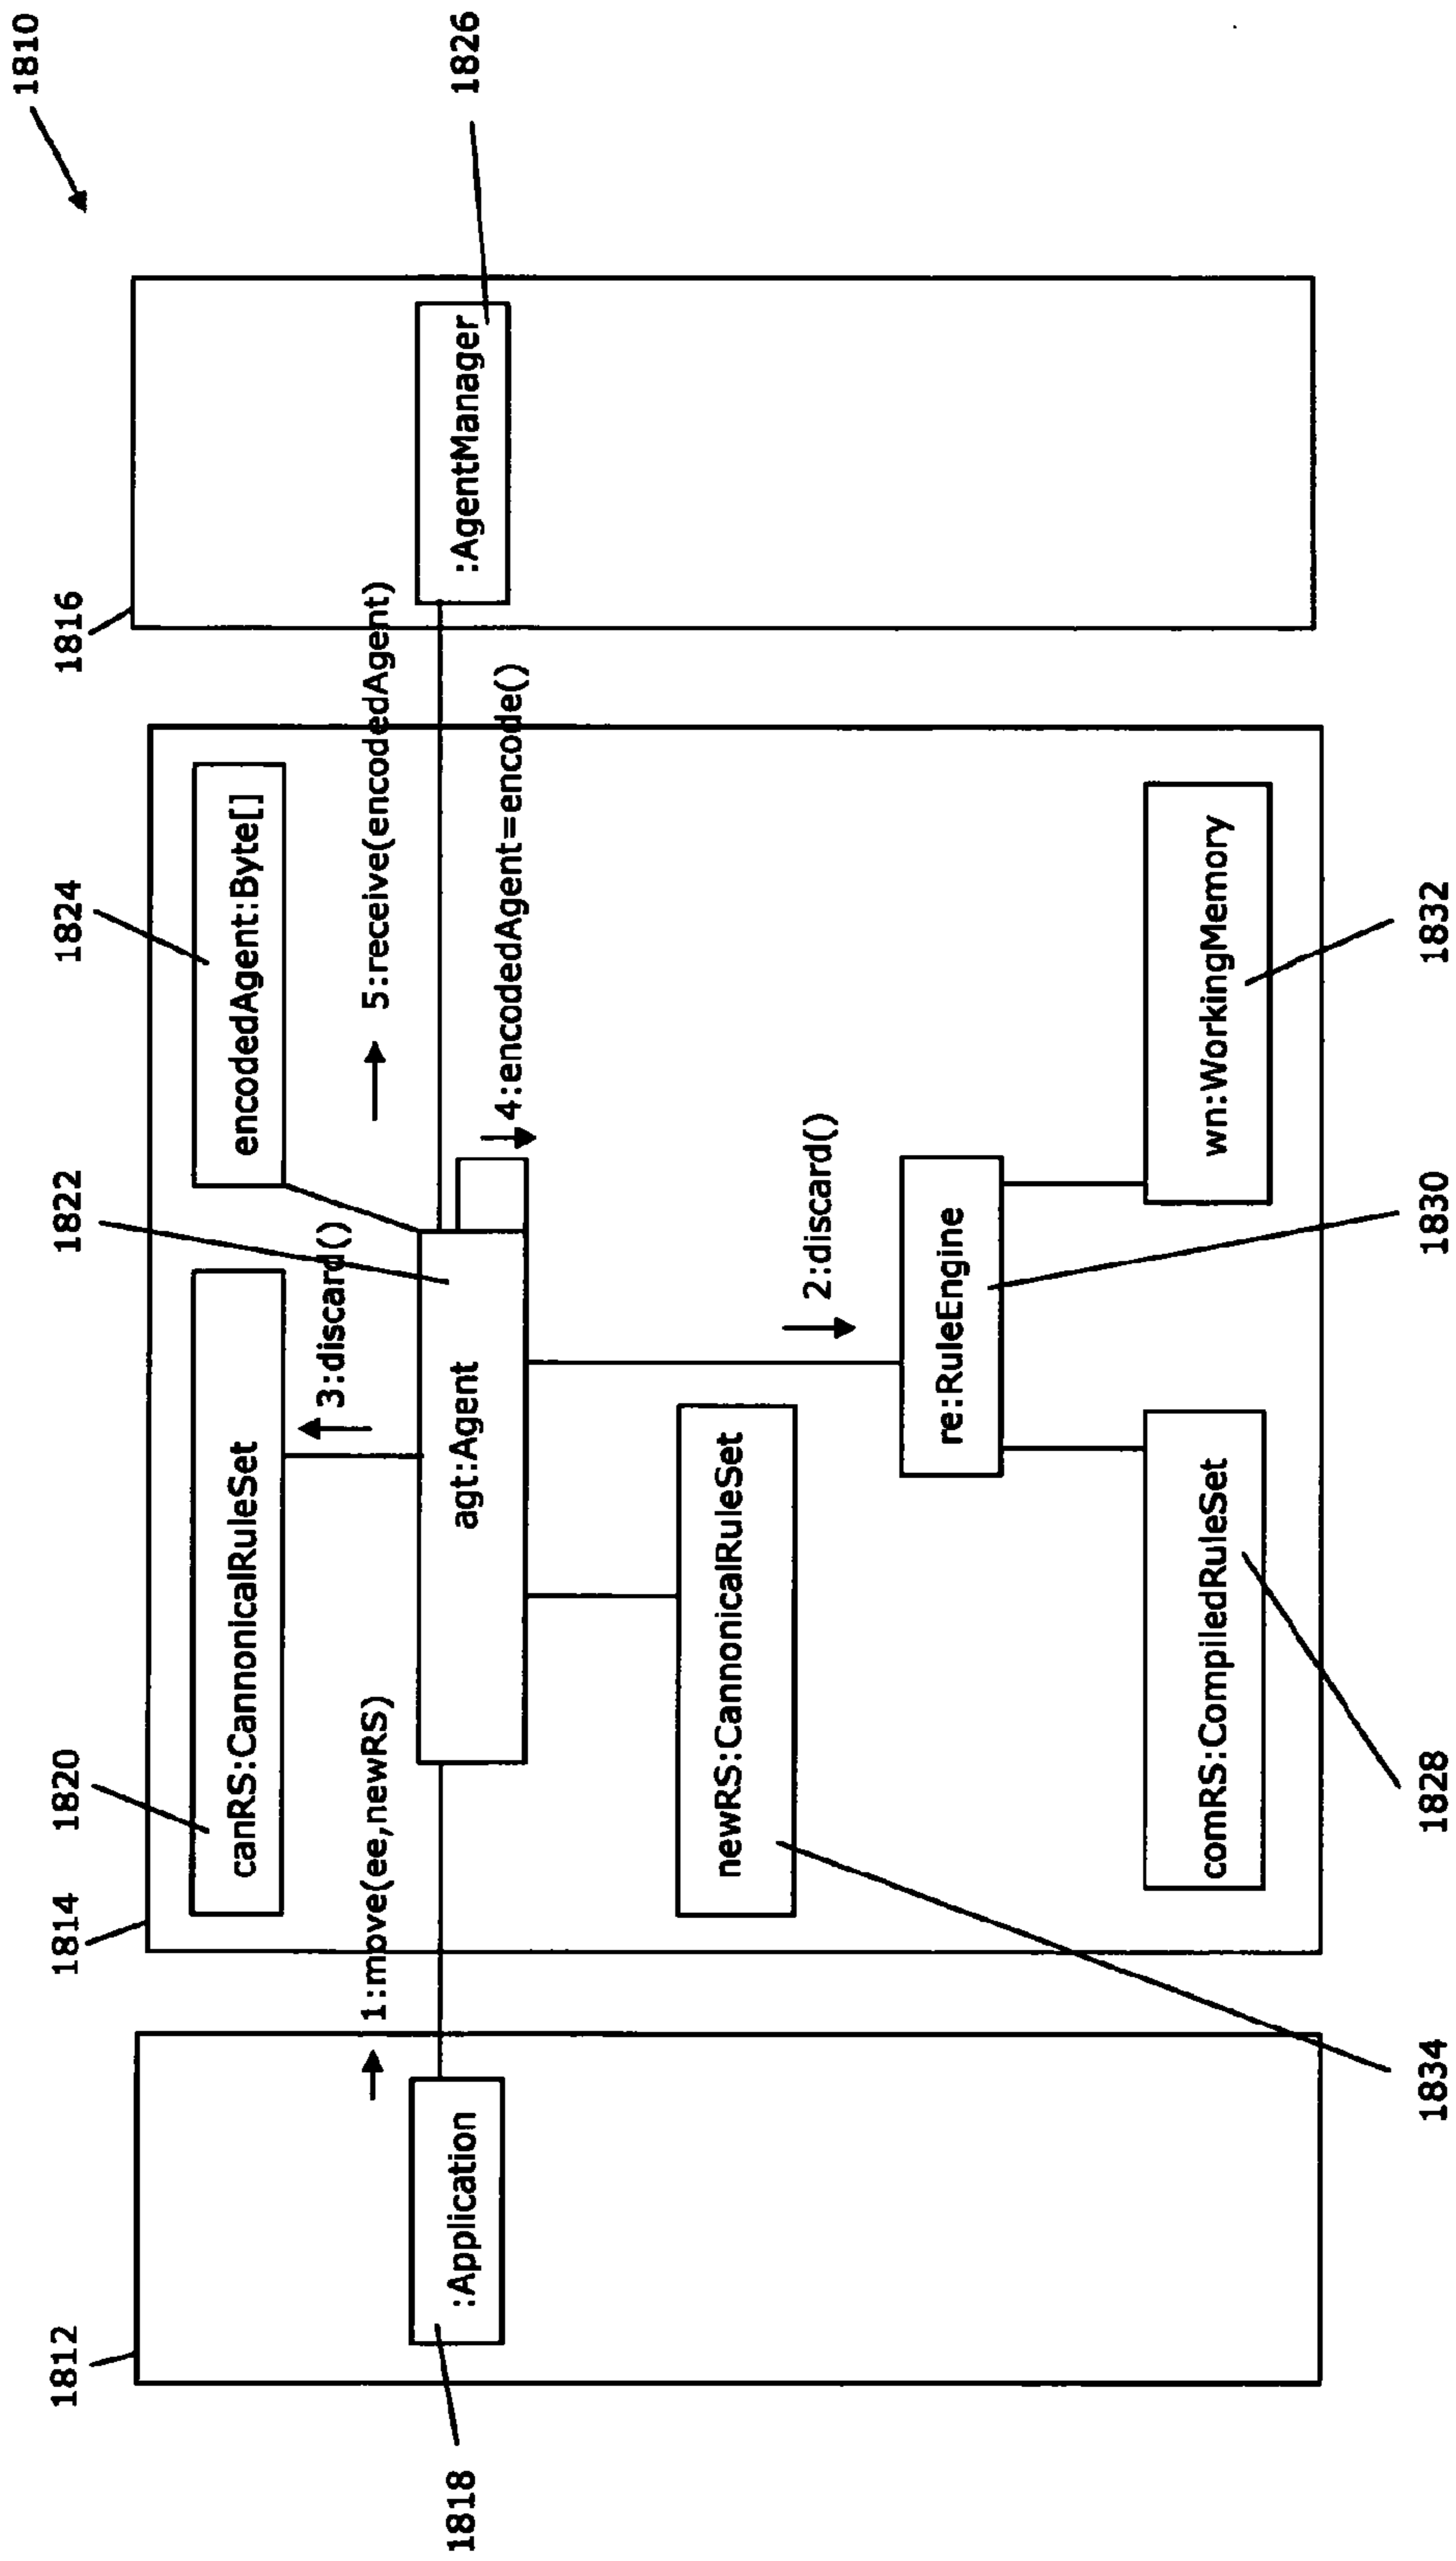 1810
1812
1814
1820
1822
1824
1816
canRS:CannonicalRuleSet
encodedAgent:Byte[]
3:discard()
1:move(ee,newRS)
5:receive(encodedAgent)
:Application
agt:Agent
:AgentManager
1818
1826
4:encodedAgent=encode()
newRS:CannonicalRuleSet
2:discard()
re:RuleEngine
comRS:CompiledRuleSet
wn:WorkingMemory
1834
1828
1830
1832